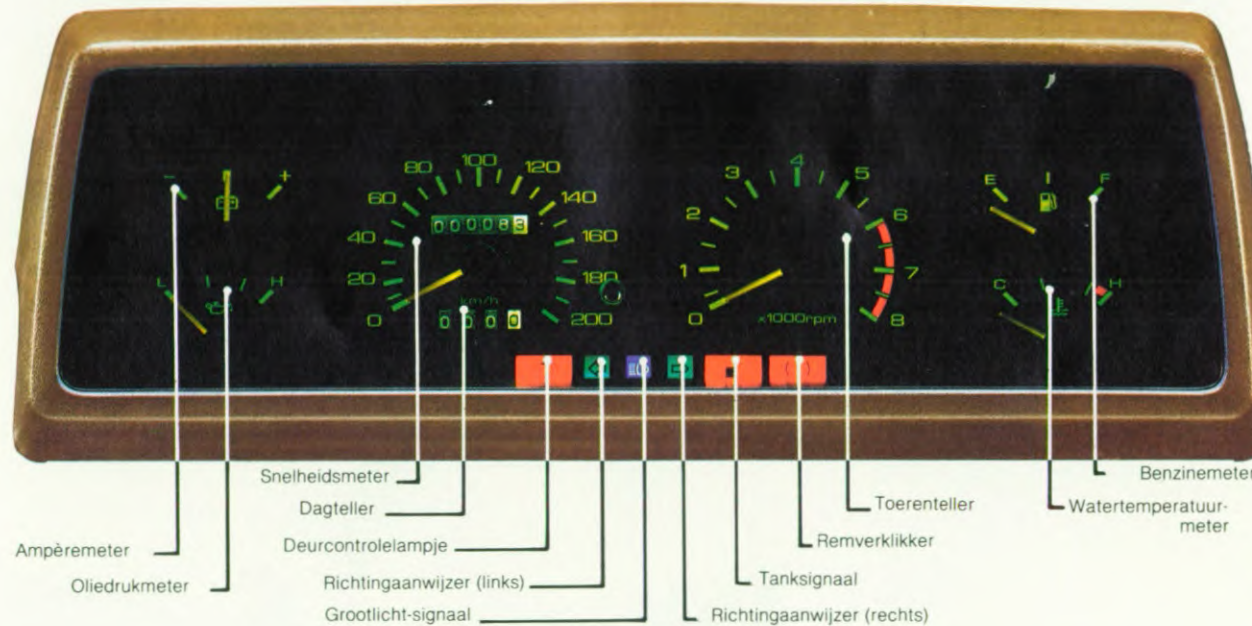 80 100 120
60 140
40 160
20 180
0 200
000083
km/h
0000
3 4 5
2 6
1 7
0 8
x1000rpm
- +
L H
E F
C H
Snelheidsmeter
Dagteller
Ampèremeter
Deurcontrolelampje
Oliedrukmeter
Richtingaanwijzer (links)
Grootlicht-signaal
Benzinemeter
Toerenteller
Watertemperatuur-
meter
Remverklikker
Tanksignaal
Richtingaanwijzer (rechts)